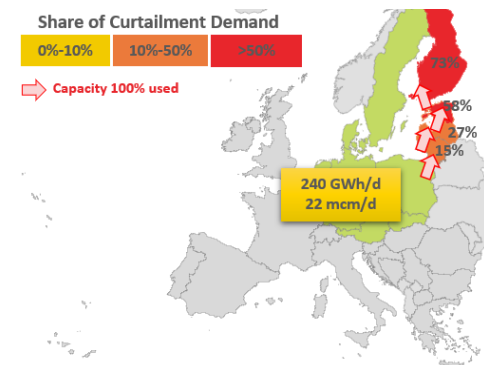 Share of Curtailment Demand
0%-10% 10%-50% >50%
Capacity 100% used
73%
58%
27%
15%
240 GWh/d
22 mcm/d